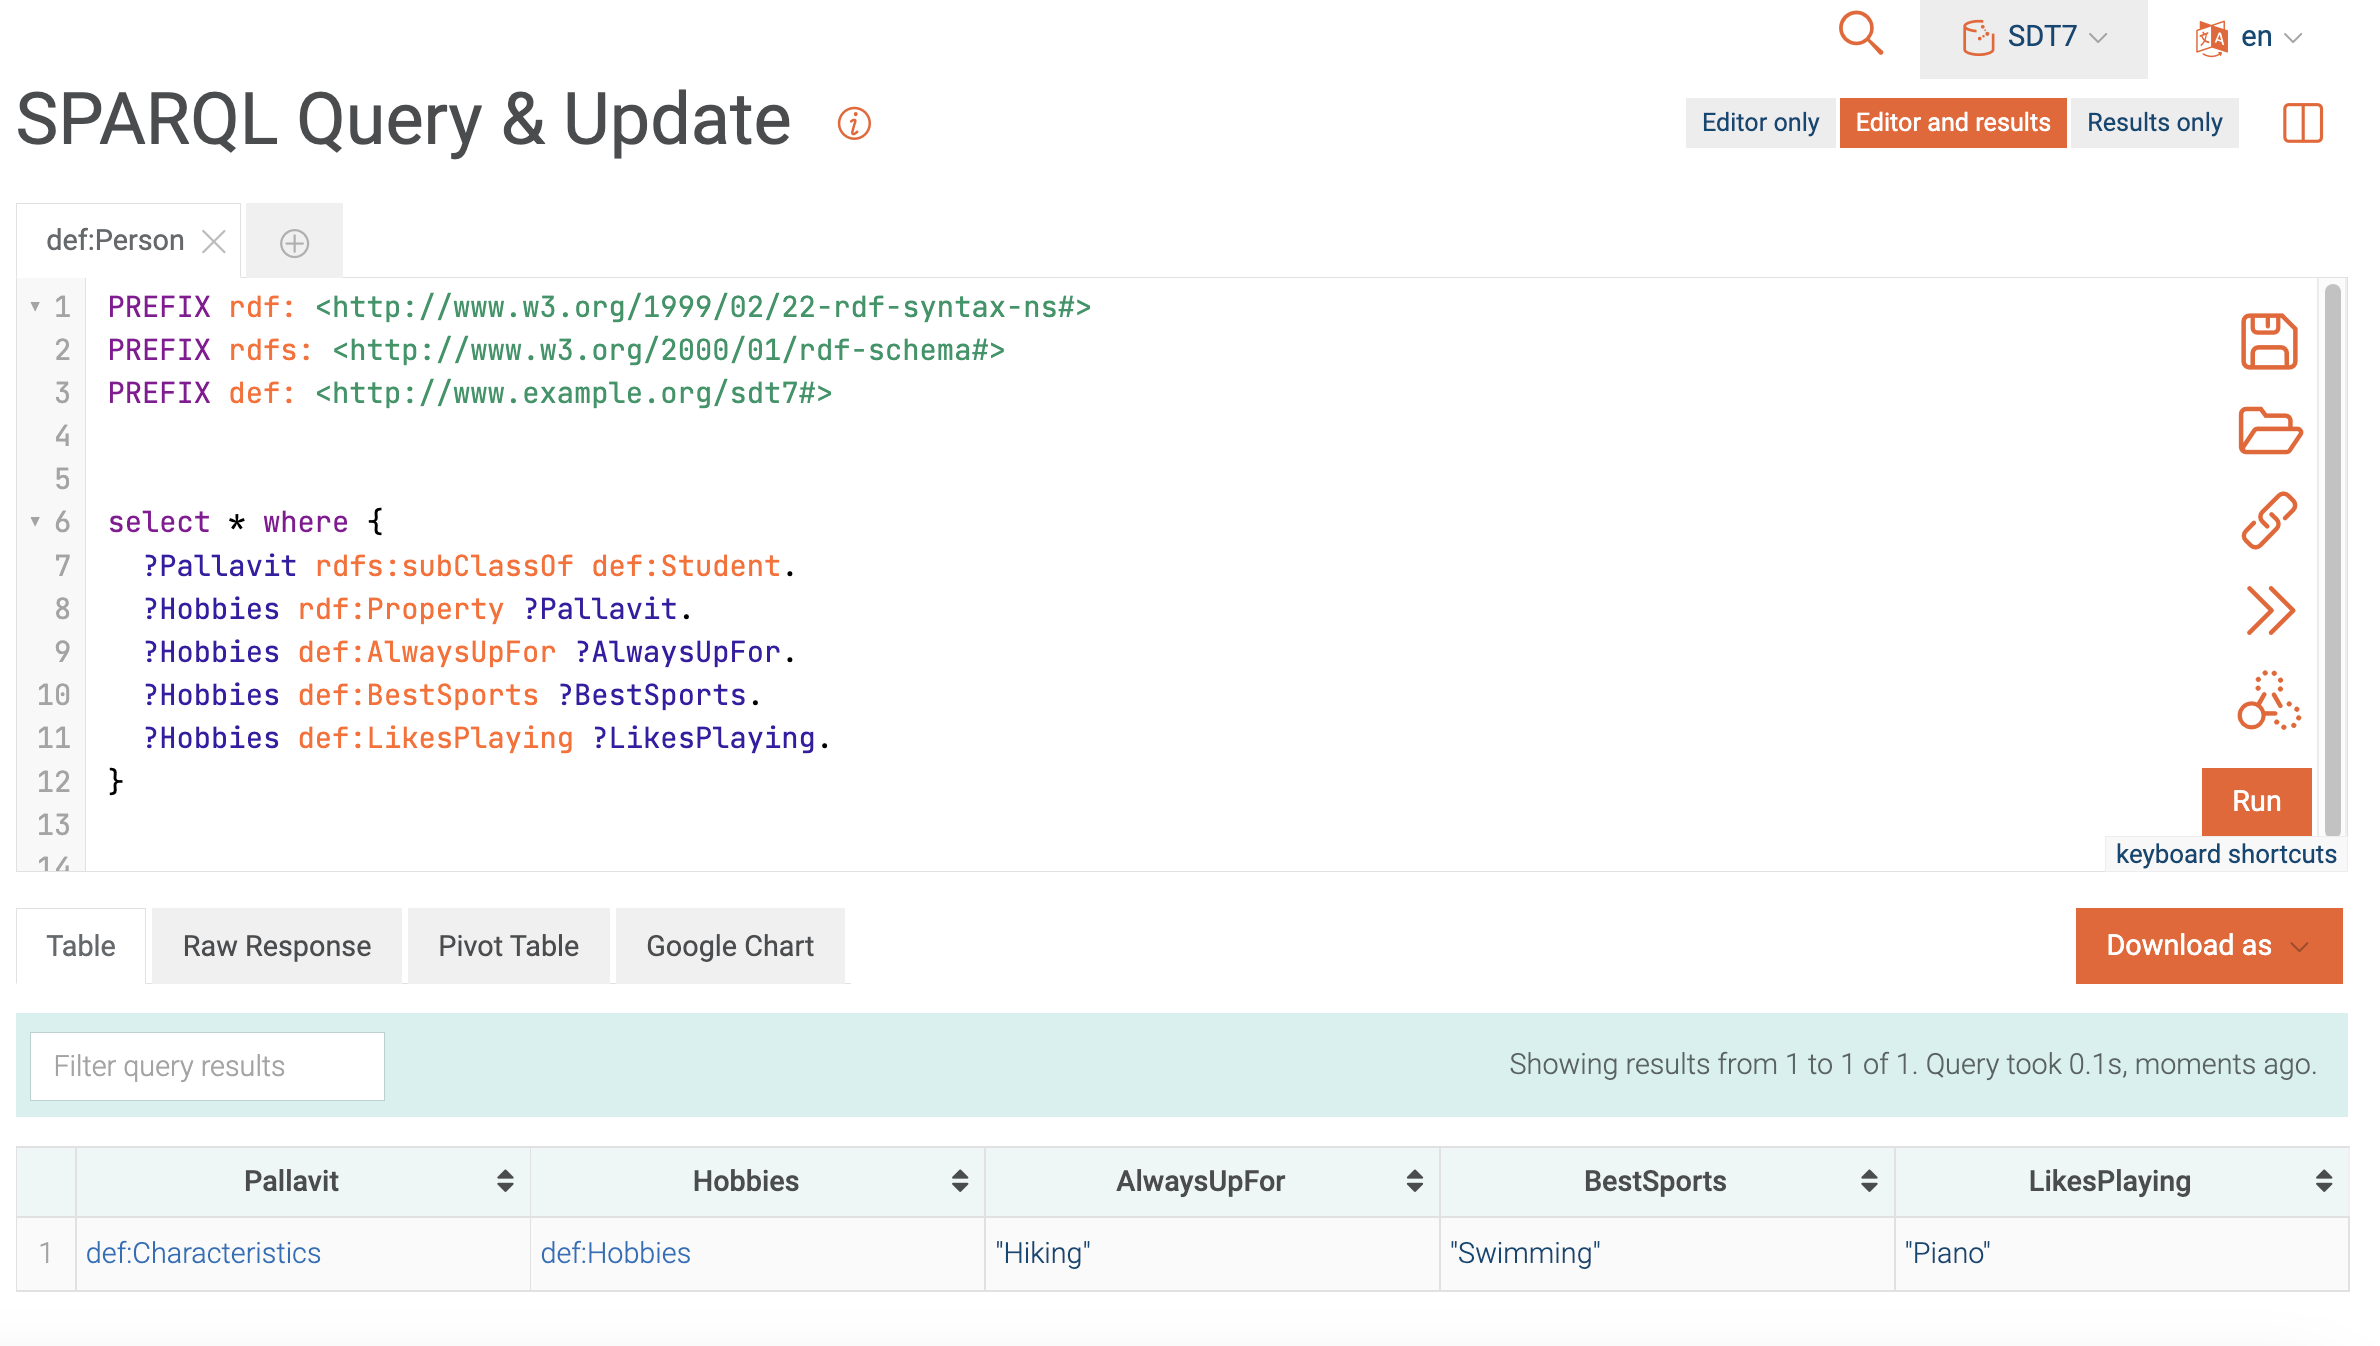 SDT7
en
SPARQL Query & Update
Editor only
Editor and results
Results only
def:Person
1 PREFIX rdf: <http://www.w3.org/1999/02/22-rdf-syntax-ns#>
2 PREFIX rdfs: <http://www.w3.org/2000/01/rdf-schema#>
3 PREFIX def: <http://www.example.org/sdt7#>
4
5
6 select * where {
7 ?Pallavit rdfs:subClassOf def:Student.
8 ?Hobbies rdf:Property ?Pallavit.
9 ?Hobbies def:AlwaysUpFor ?AlwaysUpFor.
10 ?Hobbies def:BestSports ?BestSports.
11 ?Hobbies def:LikesPlaying ?LikesPlaying.
12 }
13
14
Run
keyboard shortcuts
Table
Raw Response
Pivot Table
Google Chart
Download as
Filter query results
Showing results from 1 to 1 of 1. Query took 0.1s, moments ago.
Pallavit Hobbies AlwaysUpFor BestSports LikesPlaying
1 def:Characteristics def:Hobbies "Hiking" "Swimming" "Piano"